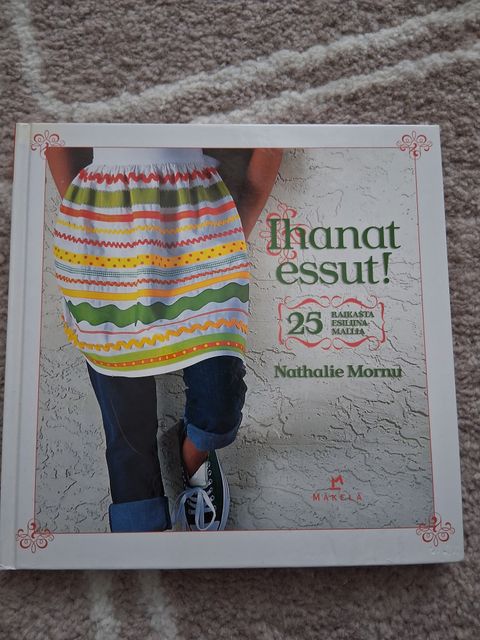 Ihanat
essut!
25
RAIKASTA
ESILIINA
MALLIA
Nathalie Mornu
MÄKELÄ